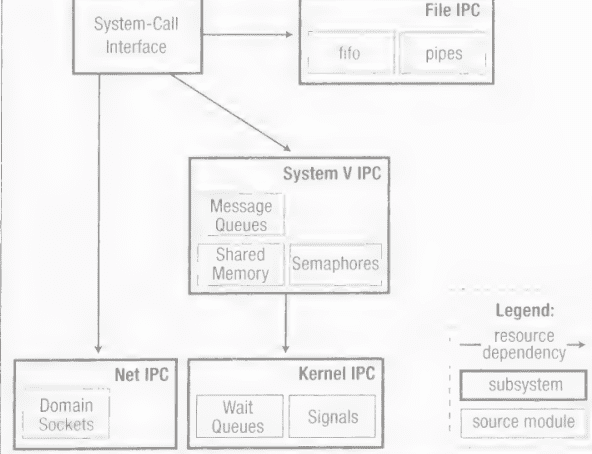 System-Call
Interface
File IPC
fifo
pipes
System V IPC
Message
Queues
Shared
Memory
Semaphores
Net IPC
Domain
Sockets
Kernel IPC
Wait
Queues
Signals
Legend:
resource
dependency
subsystem
source module